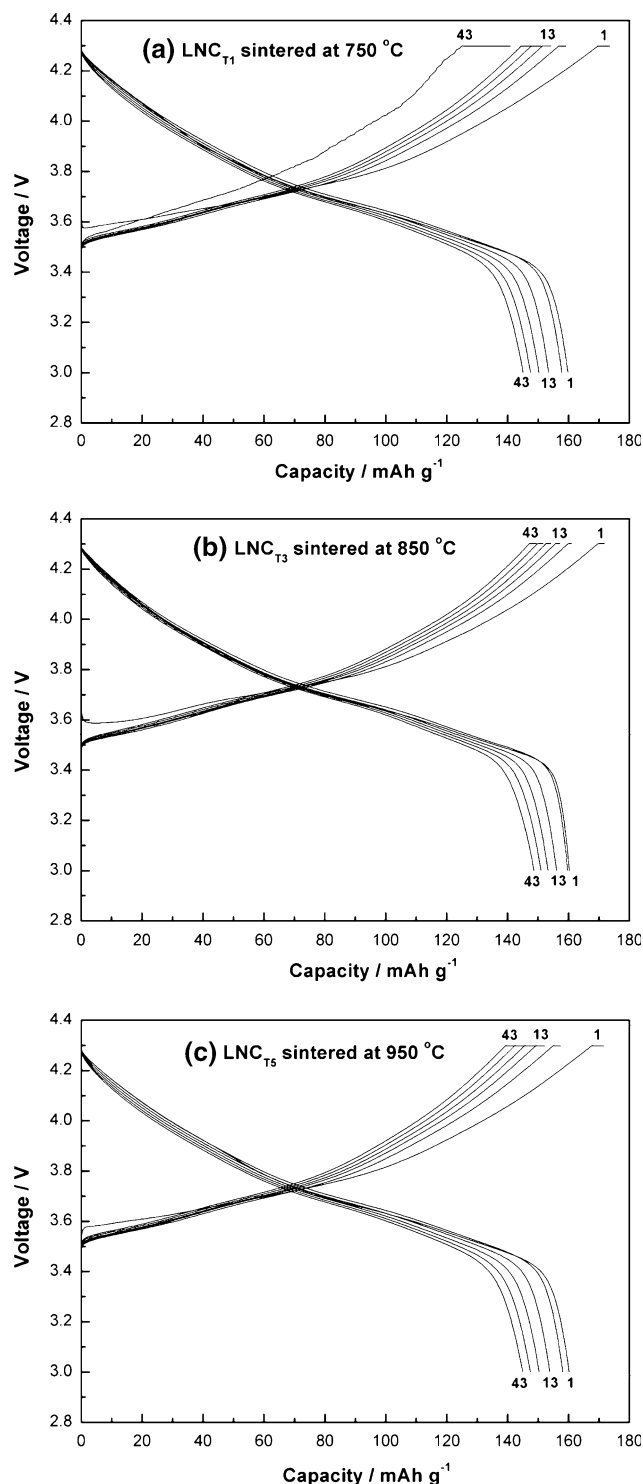 (a) LNC_T1 sintered at 750 °C
43 13 1
4.4
4.2
4.0
3.8
3.6
3.4
3.2
3.0
2.8
Voltage / V
43 13 1
0 20 40 60 80 100 120 140 160 180
Capacity / mAh g⁻¹
(b) LNC_T3 sintered at 850 °C
43 13 1
4.4
4.2
4.0
3.8
3.6
3.4
3.2
3.0
2.8
Voltage / V
43 13 1
0 20 40 60 80 100 120 140 160 180
Capacity / mAh g⁻¹
(c) LNC_T5 sintered at 950 °C
43 13 1
4.4
4.2
4.0
3.8
3.6
3.4
3.2
3.0
2.8
Voltage / V
43 13 1
0 20 40 60 80 100 120 140 160 180
Capacity / mAh g⁻¹